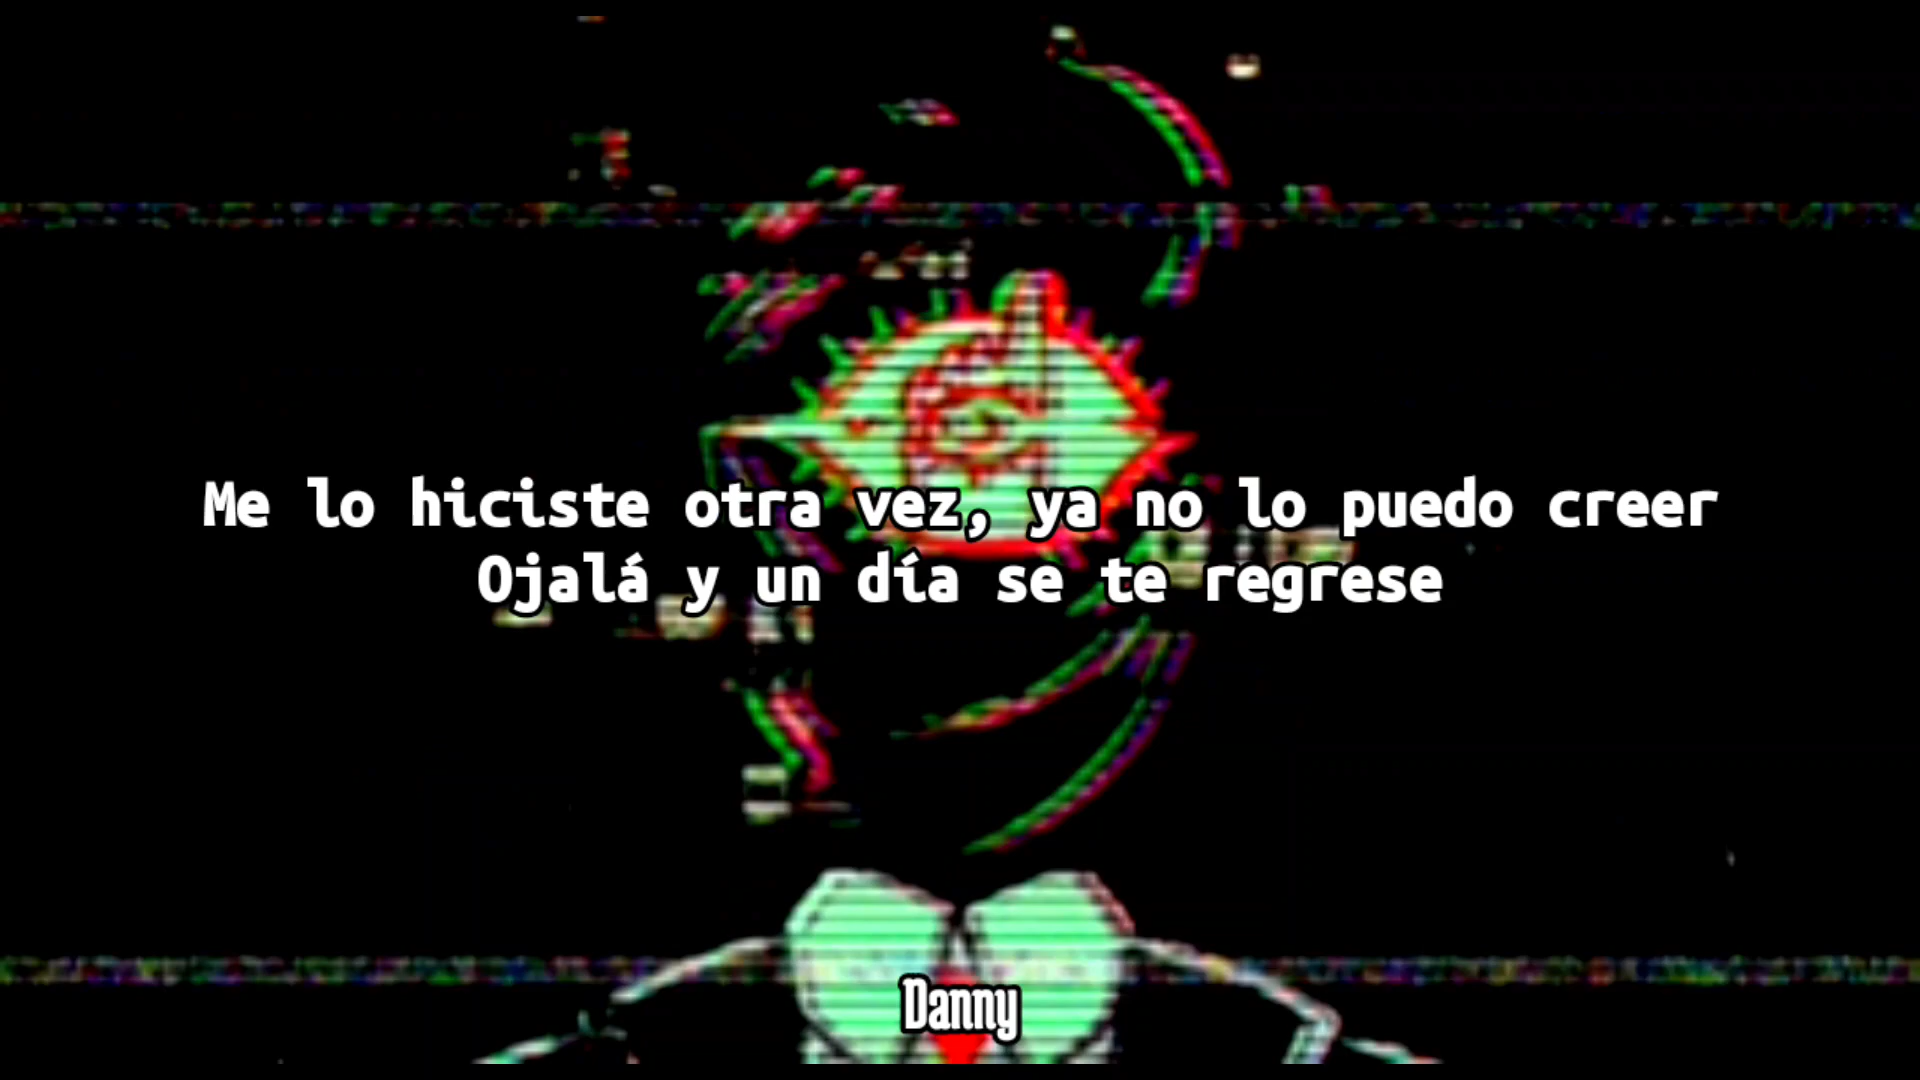 Me lo hiciste otra vez, ya no lo puedo creer
Ojalá y un día se te regrese
Danny